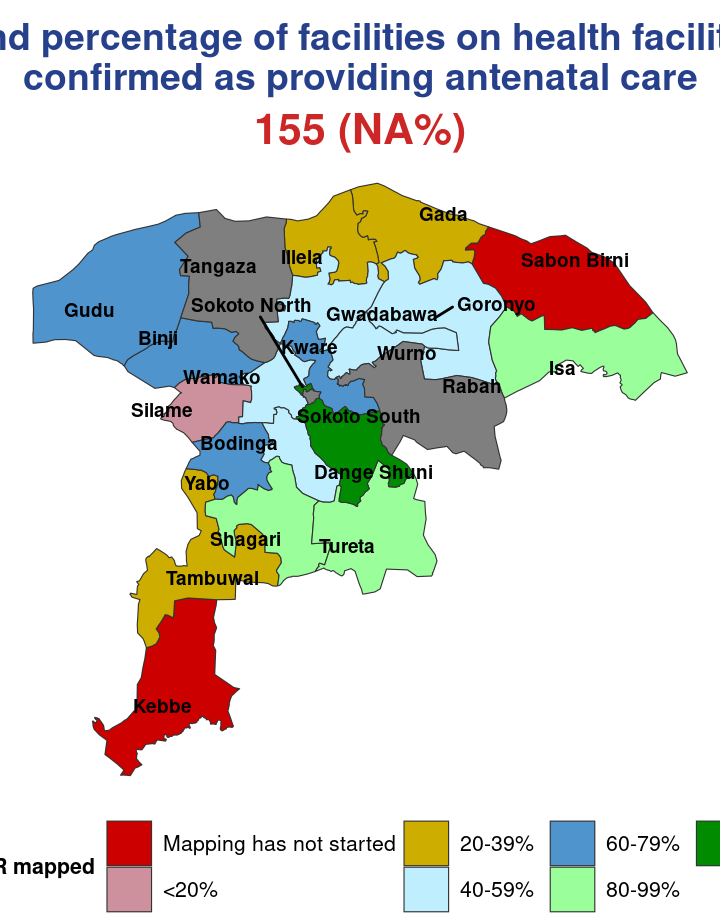 nd percentage of facilities on health facilit
confirmed as providing antenatal care
155 (NA%)
Gada
Illela
Sabon Birni
Tangaza
Sokoto North
Goronyo
Gudu
Gwadabawa
Binji
Kware
Wurno
Isa
Wamako
Rabah
Silame
Sokoto South
Bodinga
Dange Shuni
Yabo
Shagari
Tureta
Tambuwal
Kebbe
R mapped
Mapping has not started
20-39%
60-79%
<20%
40-59%
80-99%